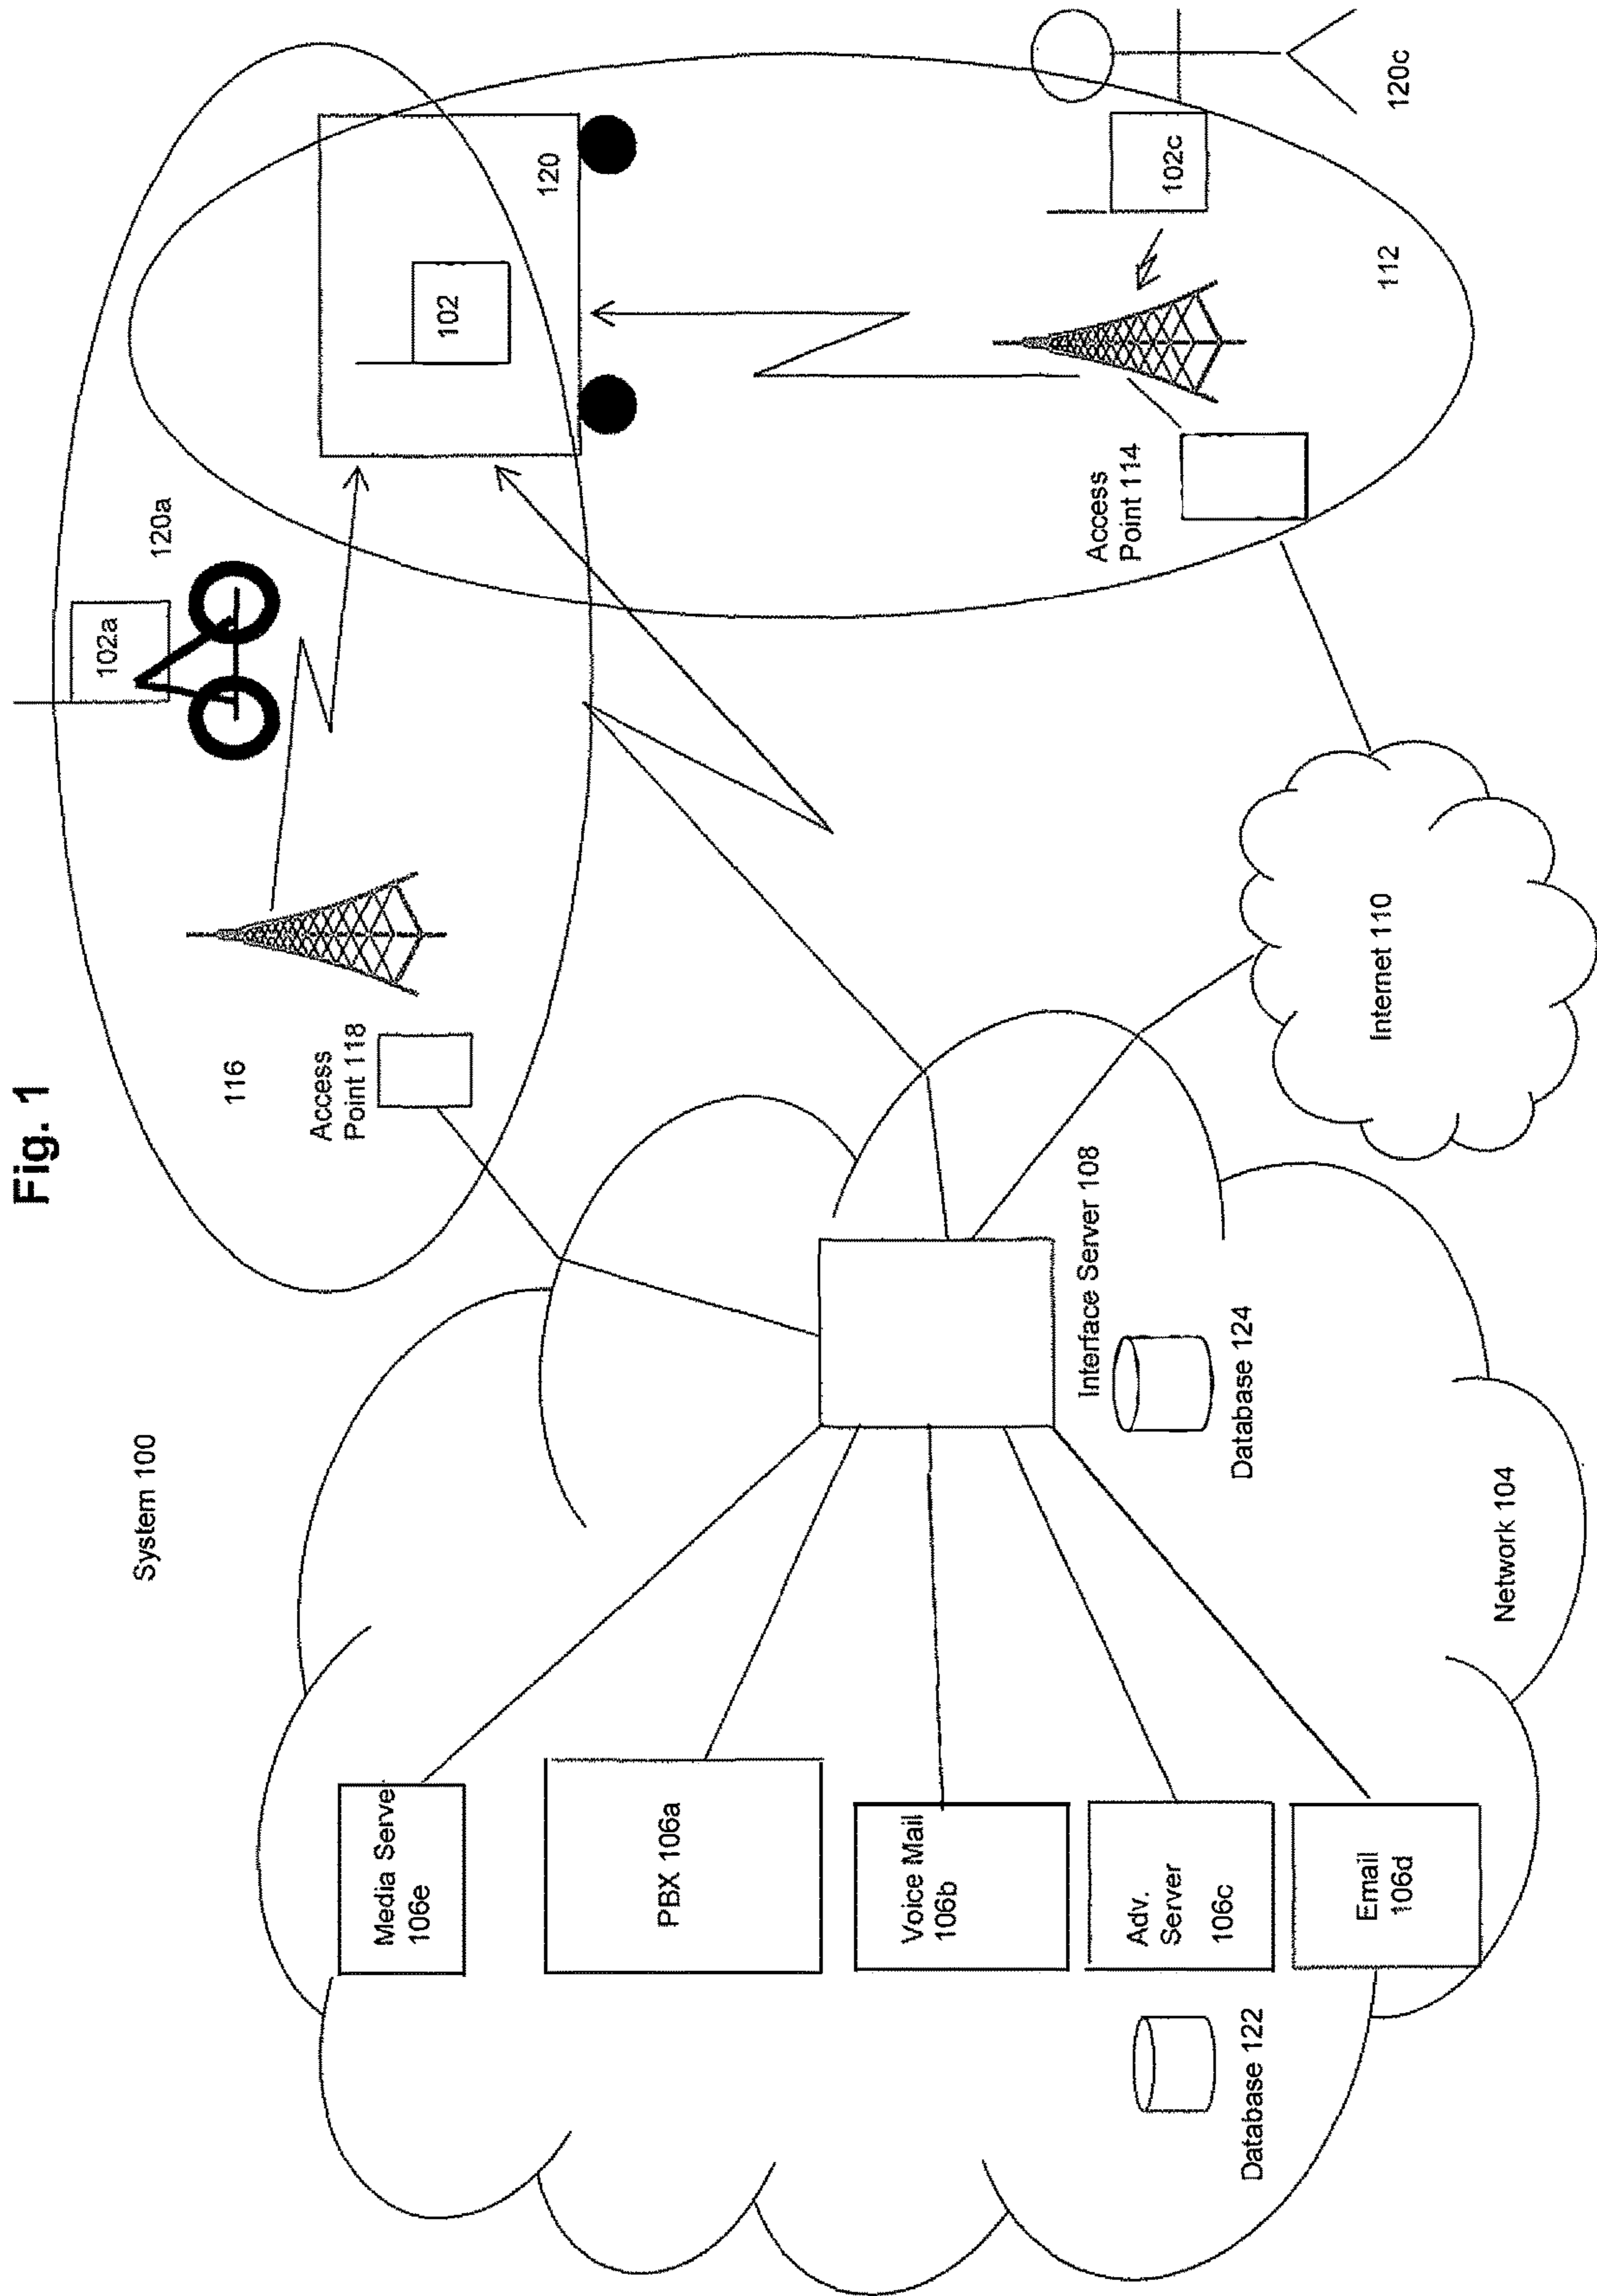 Fig. 1
System 100
116
Access
Point 118
102a
120a
102
120
Media Serve
106e
PBX 106a
Voice Mail
106b
Adv.
Server
106c
Email
106d
Database 122
Interface Server 108
Database 124
Network 104
Internet 110
Access
Point 114
112
102c
120c